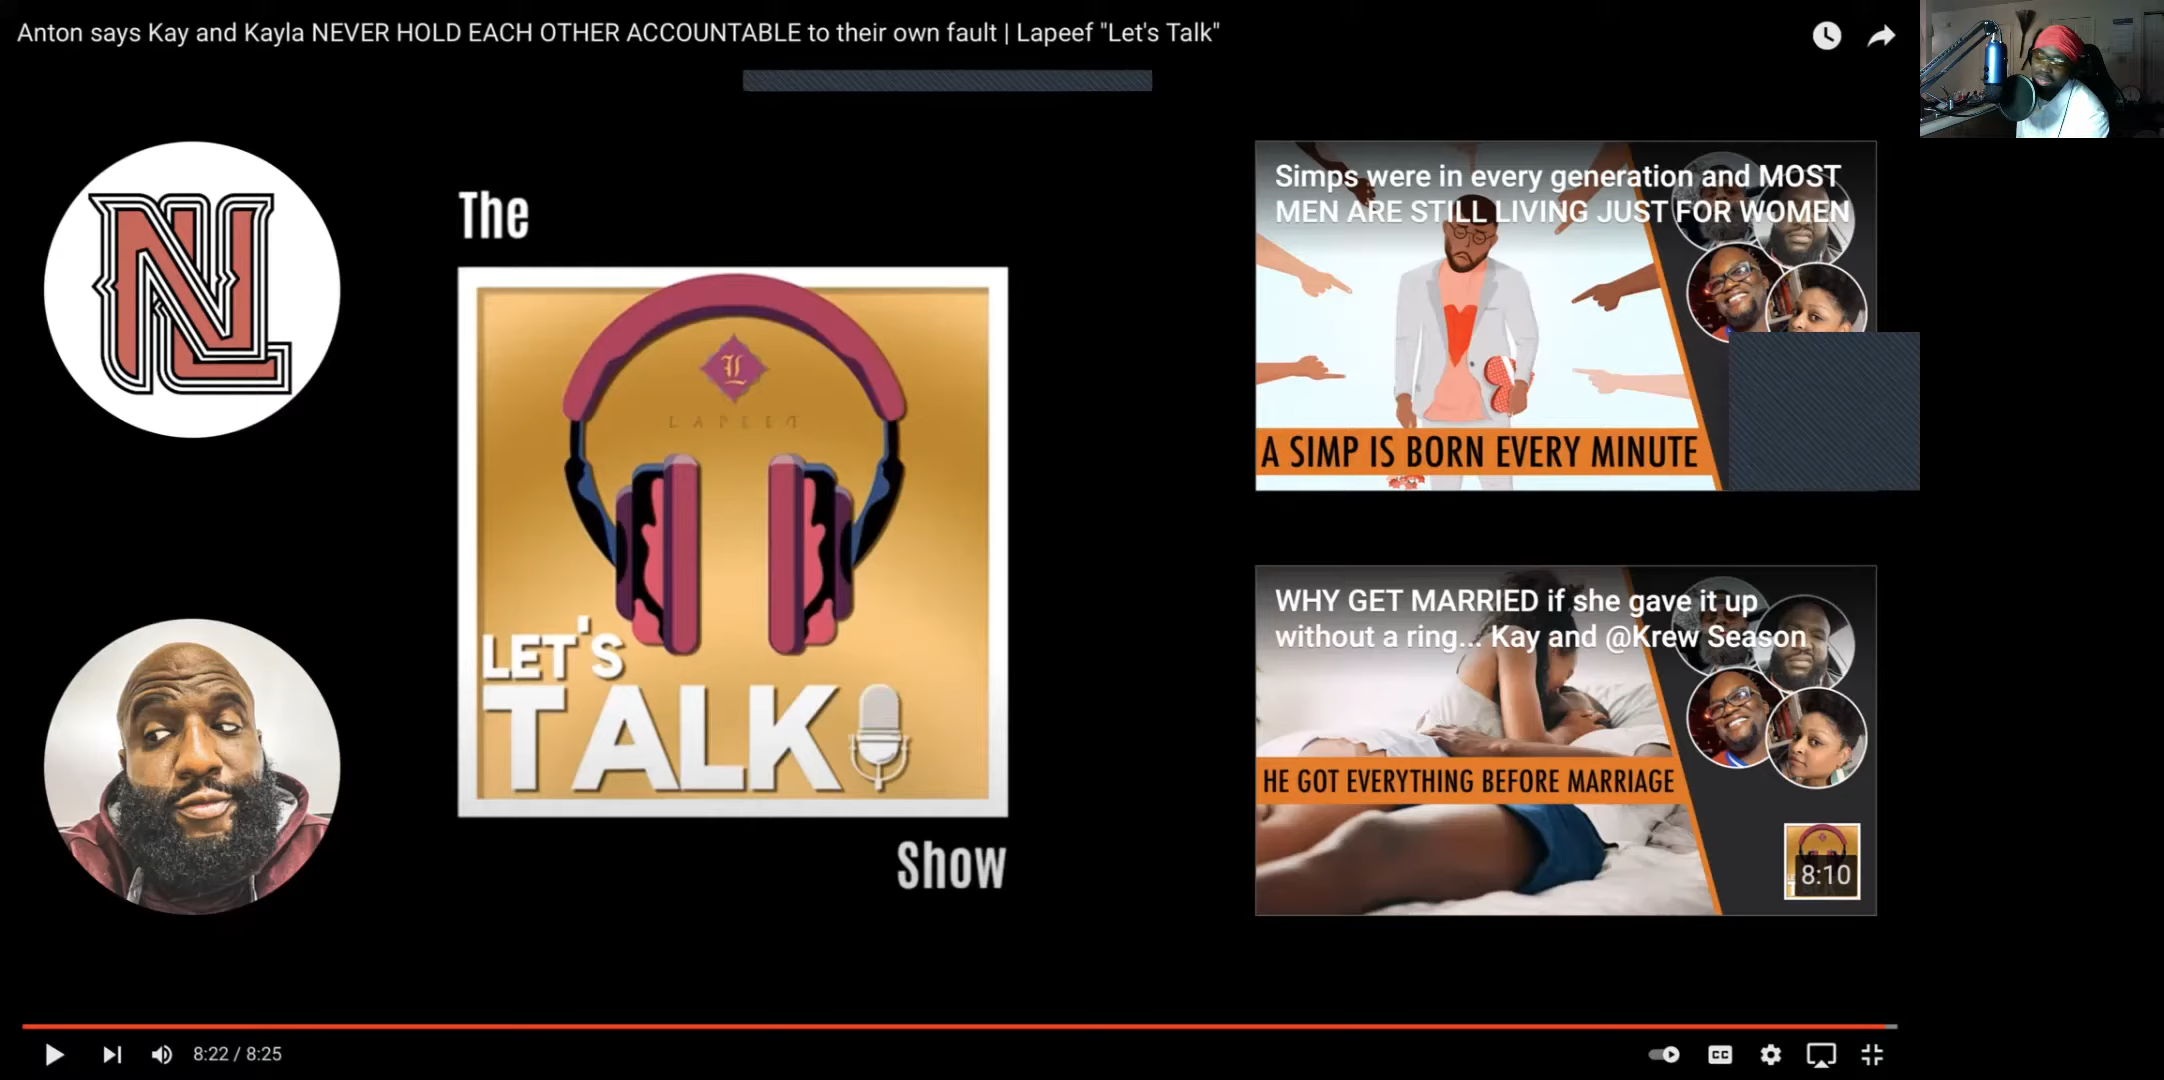 Anton says Kay and Kayla NEVER HOLD EACH OTHER ACCOUNTABLE to their own fault | Lapeef "Let's Talk"
NL
The
L
LAPEEF
LET'S
TALK
Show
Simps were in every generation and MOST
MEN ARE STILL LIVING JUST FOR WOMEN
A SIMP IS BORN EVERY MINUTE
WHY GET MARRIED if she gave it up
without a ring... Kay and @Krew Season
HE GOT EVERYTHING BEFORE MARRIAGE
8:10
8:22 / 8:25
CC